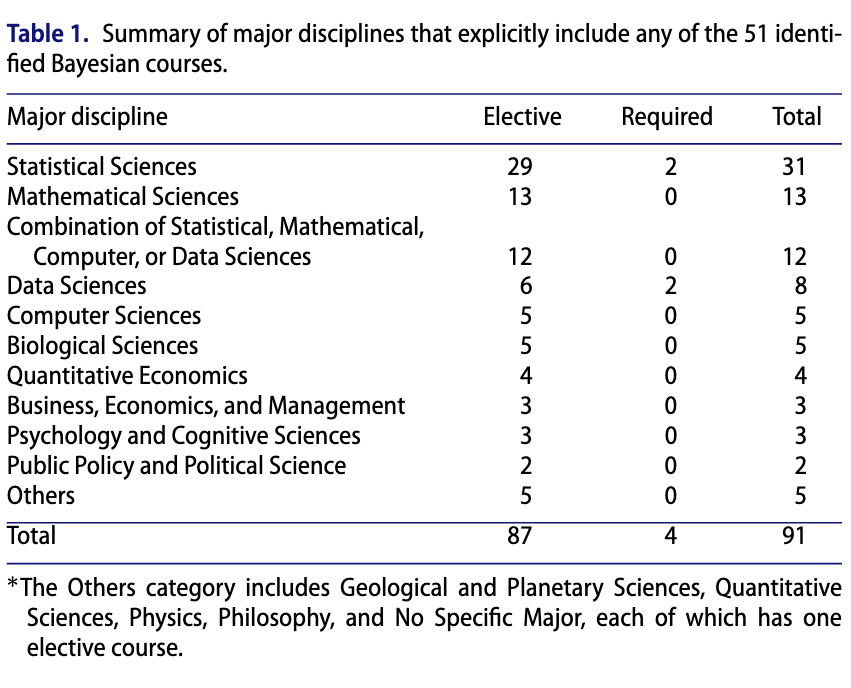 Table 1. Summary of major disciplines that explicitly include any of the 51 identi-
fied Bayesian courses.
Major discipline Elective Required Total
Statistical Sciences 29 2 31
Mathematical Sciences 13 0 13
Combination of Statistical, Mathematical,
Computer, or Data Sciences 12 0 12
Data Sciences 6 2 8
Computer Sciences 5 0 5
Biological Sciences 5 0 5
Quantitative Economics 4 0 4
Business, Economics, and Management 3 0 3
Psychology and Cognitive Sciences 3 0 3
Public Policy and Political Science 2 0 2
Others 5 0 5
Total 87 4 91
*The Others category includes Geological and Planetary Sciences, Quantitative
Sciences, Physics, Philosophy, and No Specific Major, each of which has one
elective course.